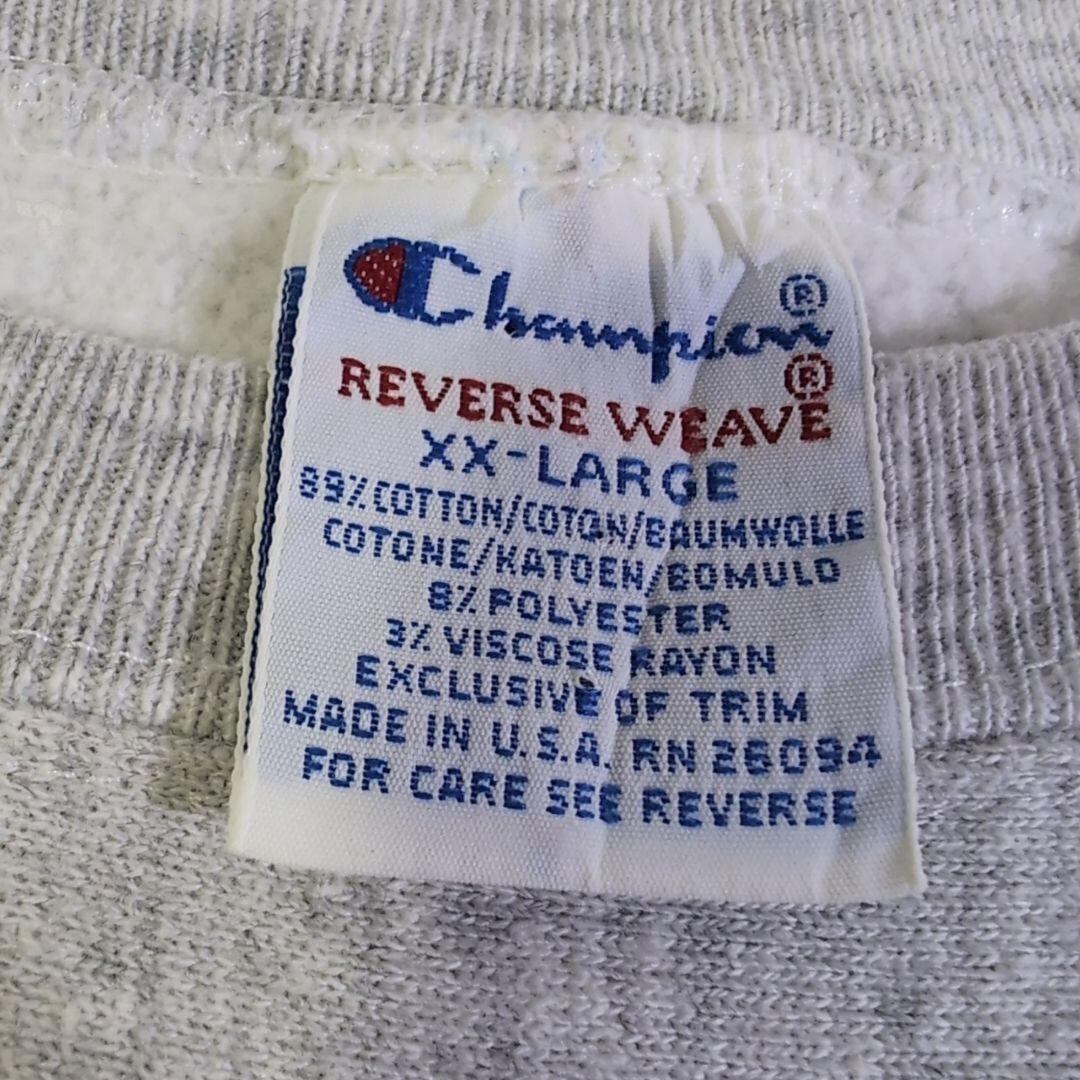 Champion ®
REVERSE WEAVE ®
XX-LARGE
89% COTTON/COTON/BAUMWOLLE
COTONE/KATOEN/BOMULD
8% POLYESTER
3% VISCOSE RAYON
EXCLUSIVE OF TRIM
MADE IN U.S.A. RN 26094
FOR CARE SEE REVERSE